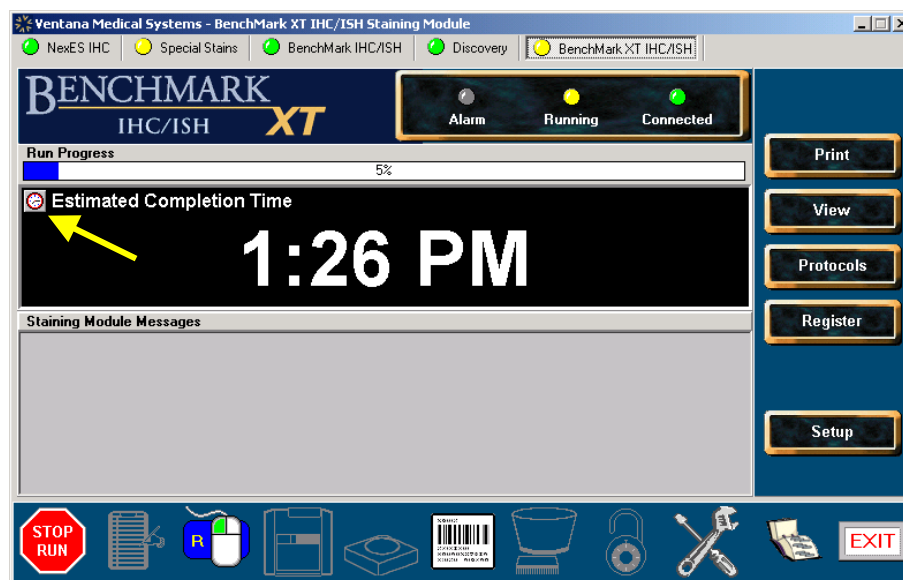 Ventana Medical Systems - BenchMark XT IHC/ISH Staining Module
NexES IHC Special Stains BenchMark IHC/ISH Discovery BenchMark XT IHC/ISH
BENCHMARK
IHC/ISH XT
Alarm Running Connected
Run Progress
5%
Estimated Completion Time
1:26 PM
Staining Module Messages
Print
View
Protocols
Register
Setup
STOP
RUN
R
EXIT